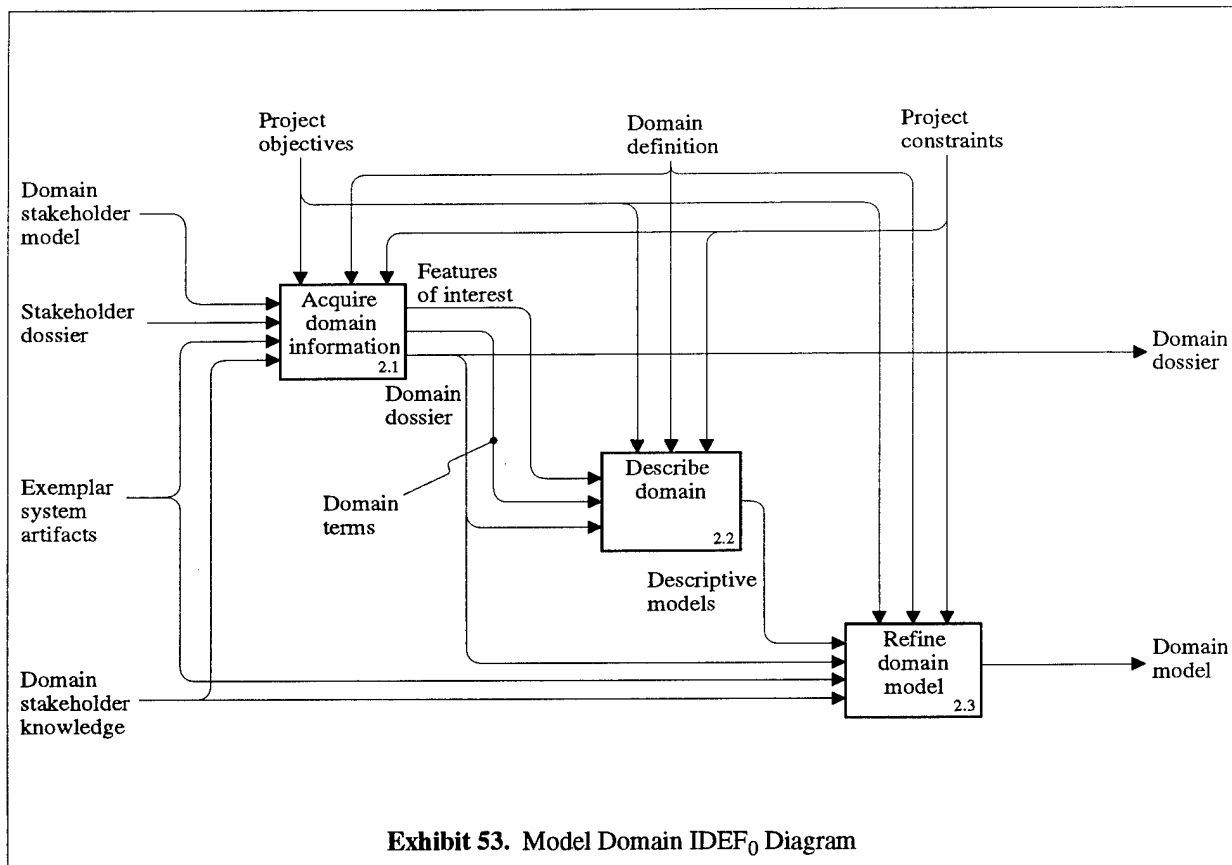 Project
objectives
Domain
definition
Project
constraints
Domain
stakeholder
model
Features
of interest
Acquire
domain
information
2.1
Stakeholder
dossier
Domain
dossier
Domain
dossier
Describe
domain
2.2
Exemplar
system
artifacts
Domain
terms
Descriptive
models
Refine
domain
model
2.3
Domain
model
Domain
stakeholder
knowledge
Exhibit 53. Model Domain IDEF0 Diagram